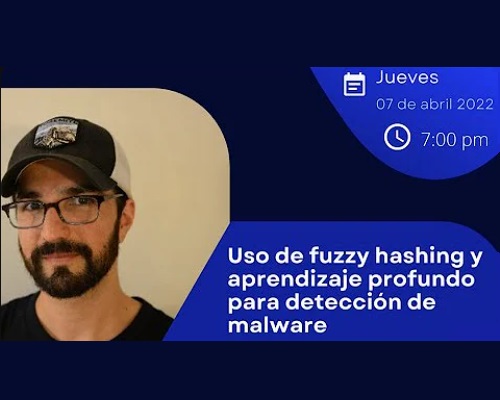 Jueves
07 de abril 2022
7:00 pm
Uso de fuzzy hashing y
aprendizaje profundo
para detección de
malware